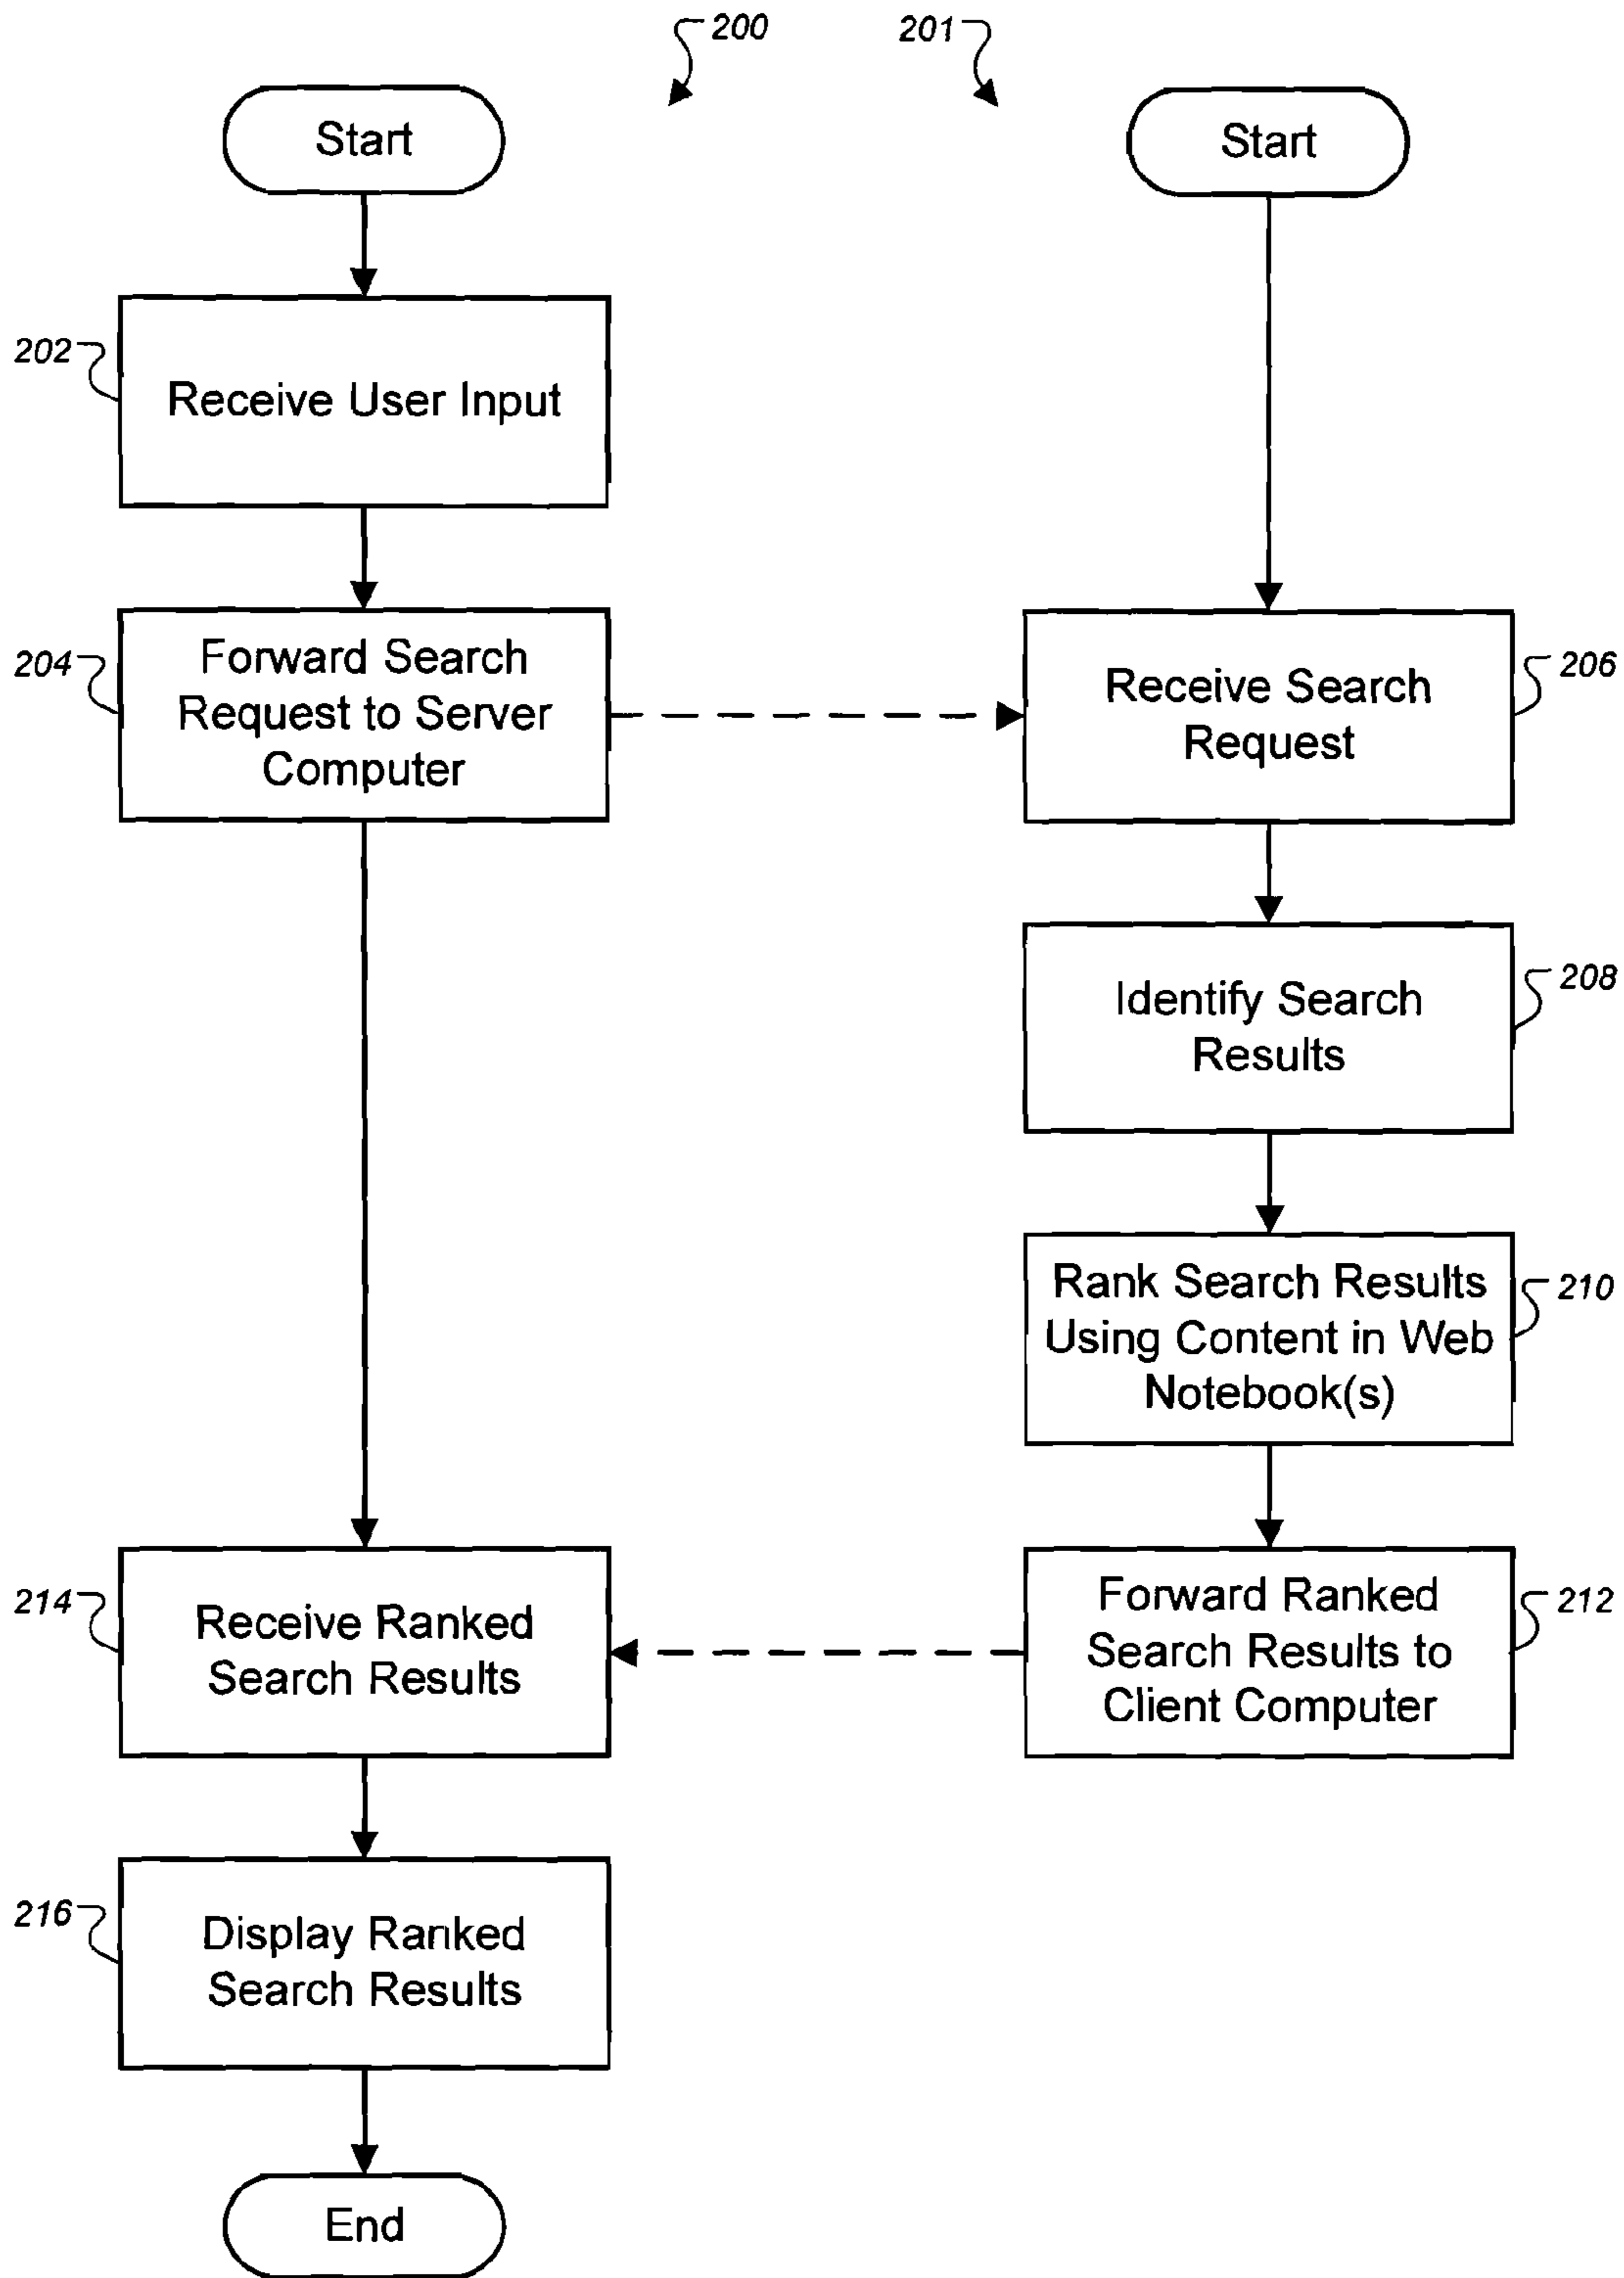 200
201
Start
Start
202
Receive User Input
204
Forward Search
Request to Server
Computer
206
Receive Search
Request
208
Identify Search
Results
210
Rank Search Results
Using Content in Web
Notebook(s)
214
Receive Ranked
Search Results
212
Forward Ranked
Search Results to
Client Computer
216
Display Ranked
Search Results
End